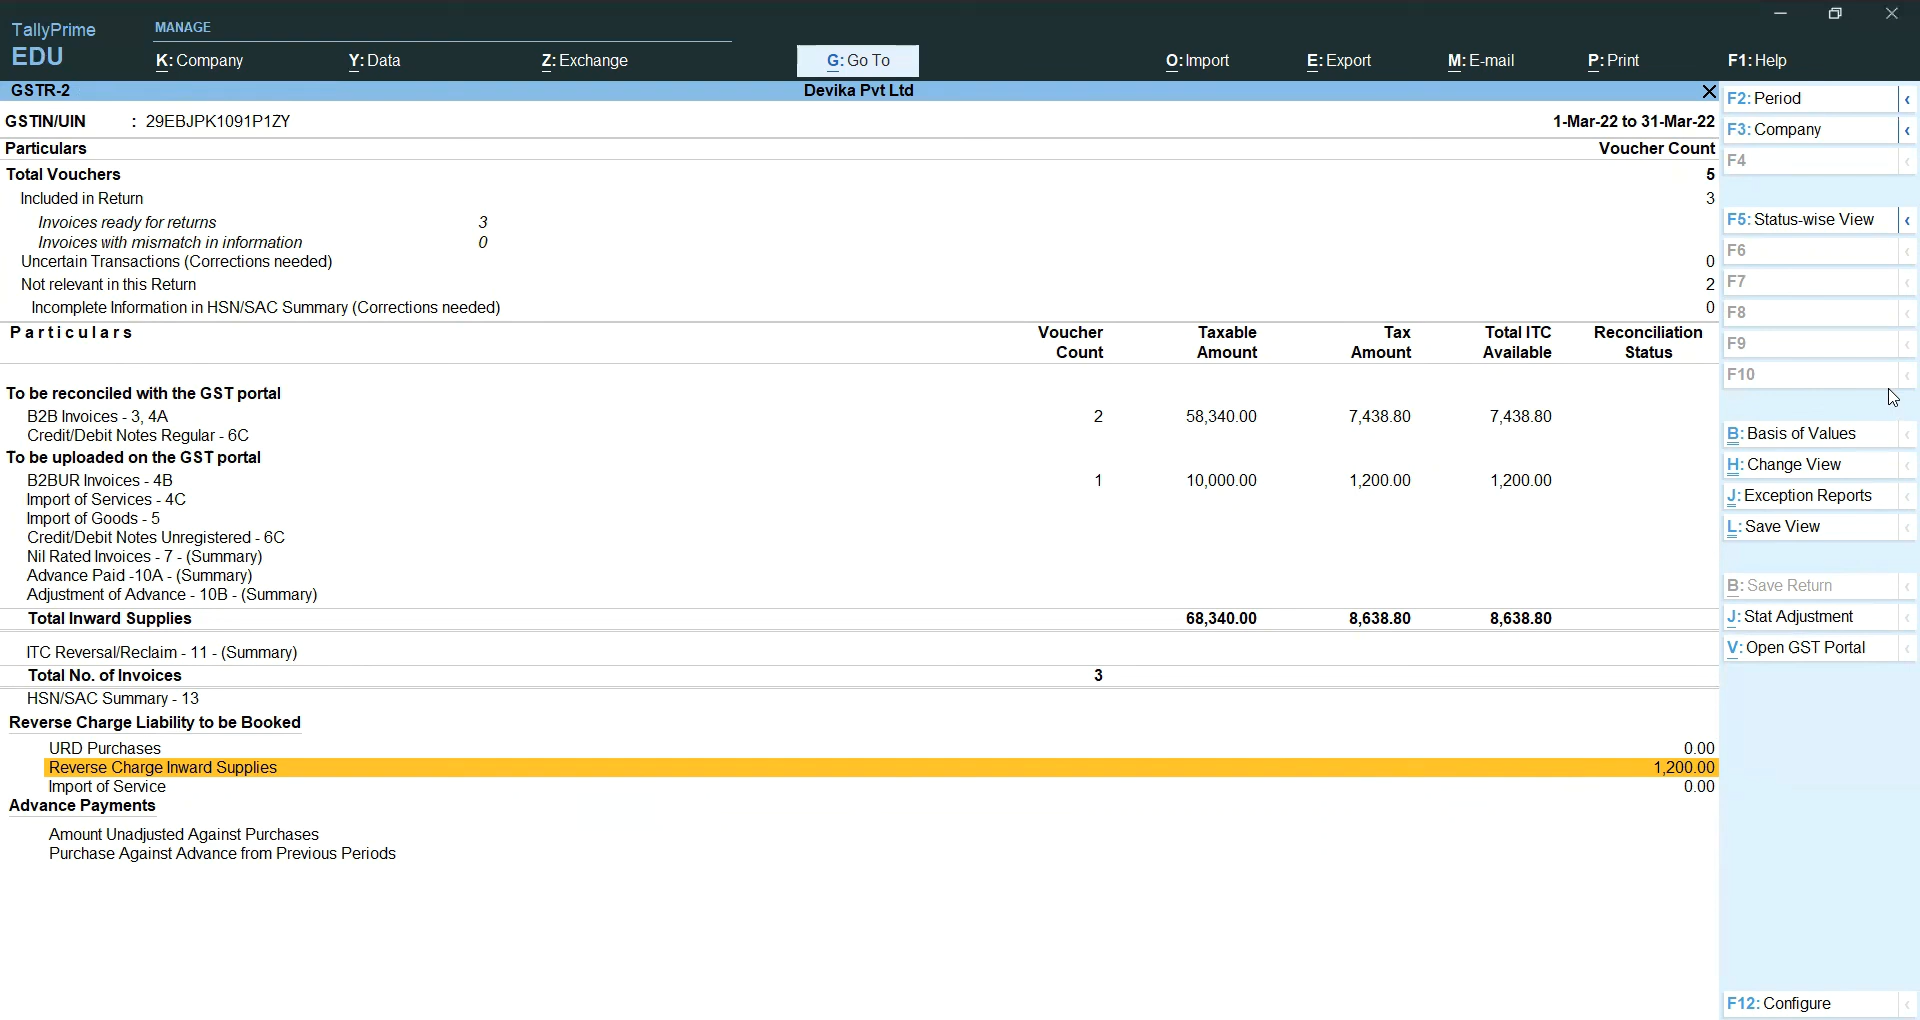 TallyPrime
EDU
MANAGE
K: Company
Y: Data
Z: Exchange
G: Go To
O: Import
E: Export
M: E-mail
P: Print
F1: Help
GSTR-2 Devika Pvt Ltd
GSTIN/UIN : 29EBJPK1091P1ZY 1-Mar-22 to 31-Mar-22
Particulars Voucher Count
Total Vouchers 5
Included in Return 3
Invoices ready for returns 3
Invoices with mismatch in information 0
Uncertain Transactions (Corrections needed) 0
Not relevant in this Return 2
Incomplete Information in HSN/SAC Summary (Corrections needed) 0
Particulars Voucher Taxable Tax Total ITC Reconciliation
Count Amount Amount Available Status
To be reconciled with the GST portal
B2B Invoices - 3, 4A 2 58,340.00 7,438.80 7,438.80
Credit/Debit Notes Regular - 6C
To be uploaded on the GST portal
B2BUR Invoices - 4B 1 10,000.00 1,200.00 1,200.00
Import of Services - 4C
Import of Goods - 5
Credit/Debit Notes Unregistered - 6C
Nil Rated Invoices - 7 - (Summary)
Advance Paid -10A - (Summary)
Adjustment of Advance - 10B - (Summary)
Total Inward Supplies 68,340.00 8,638.80 8,638.80
ITC Reversal/Reclaim - 11 - (Summary)
Total No. of Invoices 3
HSN/SAC Summary - 13
Reverse Charge Liability to be Booked
URD Purchases 0.00
Reverse Charge Inward Supplies 1,200.00
Import of Service 0.00
Advance Payments
Amount Unadjusted Against Purchases
Purchase Against Advance from Previous Periods
F2: Period
F3: Company
F4
F5: Status-wise View
F6
F7
F8
F9
F10
B: Basis of Values
H: Change View
J: Exception Reports
L: Save View
B: Save Return
J: Stat Adjustment
V: Open GST Portal
F12: Configure